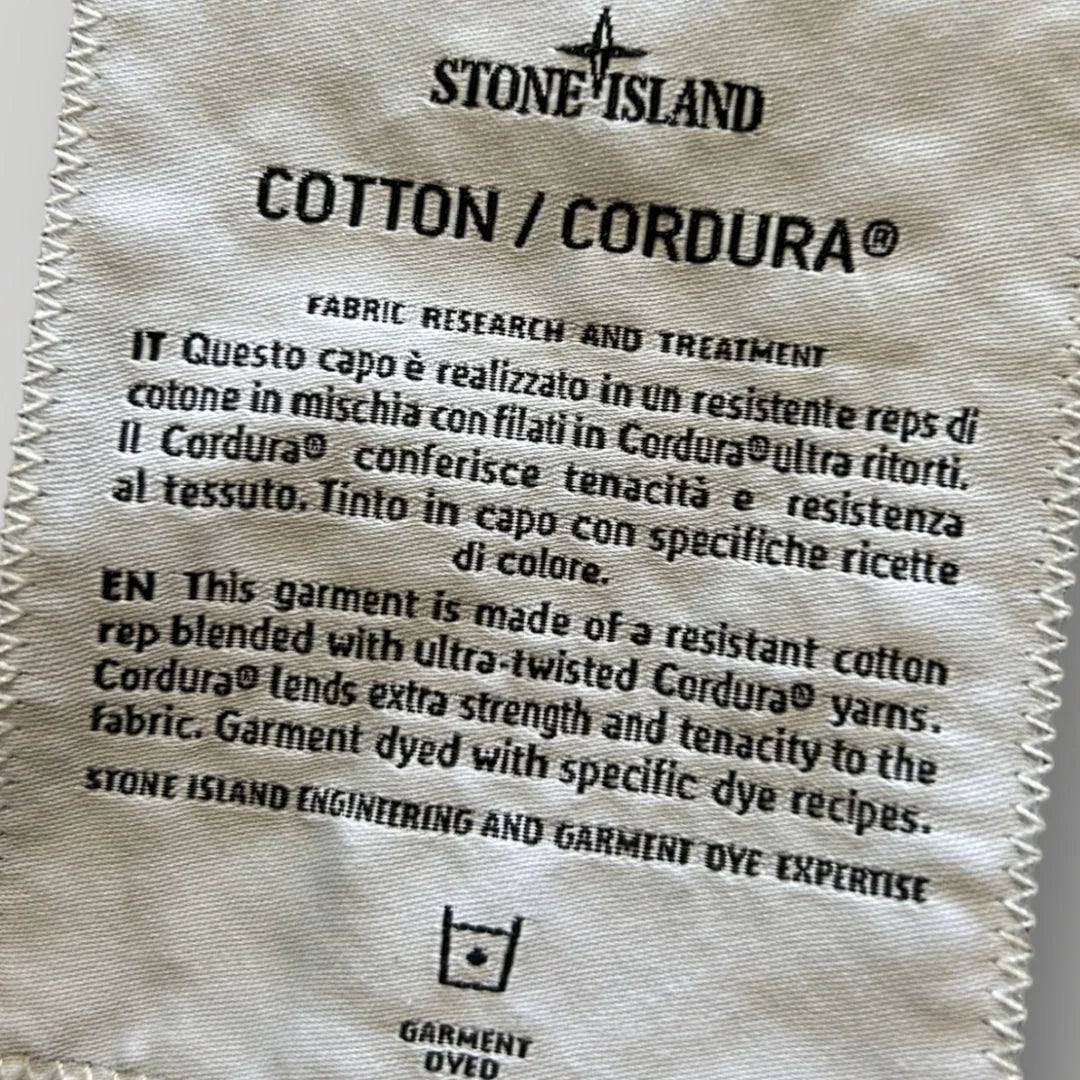 STONE ISLAND
COTTON / CORDURA®
FABRIC RESEARCH AND TREATMENT
IT Questo capo è realizzato in un resistente reps di
cotone in mischia con filati in Cordura® ultra ritorti.
Il Cordura® conferisce tenacità e resistenza
al tessuto. Tinto in capo con specifiche ricette
di colore.
EN This garment is made of a resistant cotton
rep blended with ultra-twisted Cordura® yarns.
Cordura® lends extra strength and tenacity to the
fabric. Garment dyed with specific dye recipes.
STONE ISLAND ENGINEERING AND GARMENT DYE EXPERTISE
GARMENT
DYED